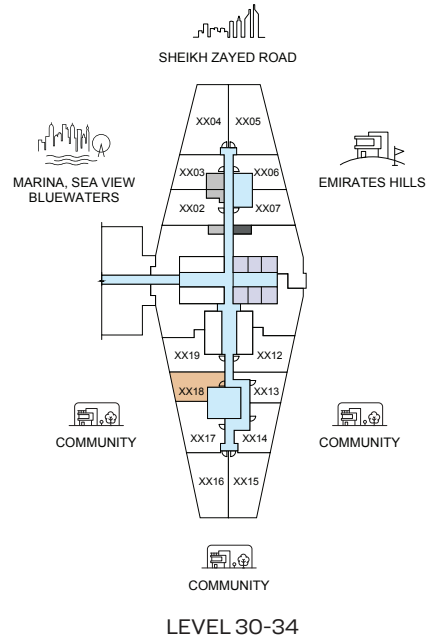 SHEIKH ZAYED ROAD
XX04 XX05
MARINA, SEA VIEW
BLUEWATERS
XX03 XX06
EMIRATES HILLS
XX02 XX07
XX19 XX12
XX18 XX13
COMMUNITY
XX17 XX14
COMMUNITY
XX16 XX15
COMMUNITY
LEVEL 30-34